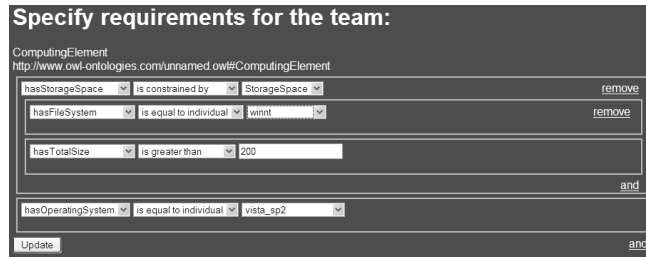 Specify requirements for the team:
ComputingElement
http://www.owl-ontologies.com/unnamed.owl#ComputingElement
hasStorageSpace is constrained by StorageSpace remove
hasFileSystem is equal to individual winnt remove
hasTotalSize is greater than 200
and
hasOperatingSystem is equal to individual vista_sp2
Update and